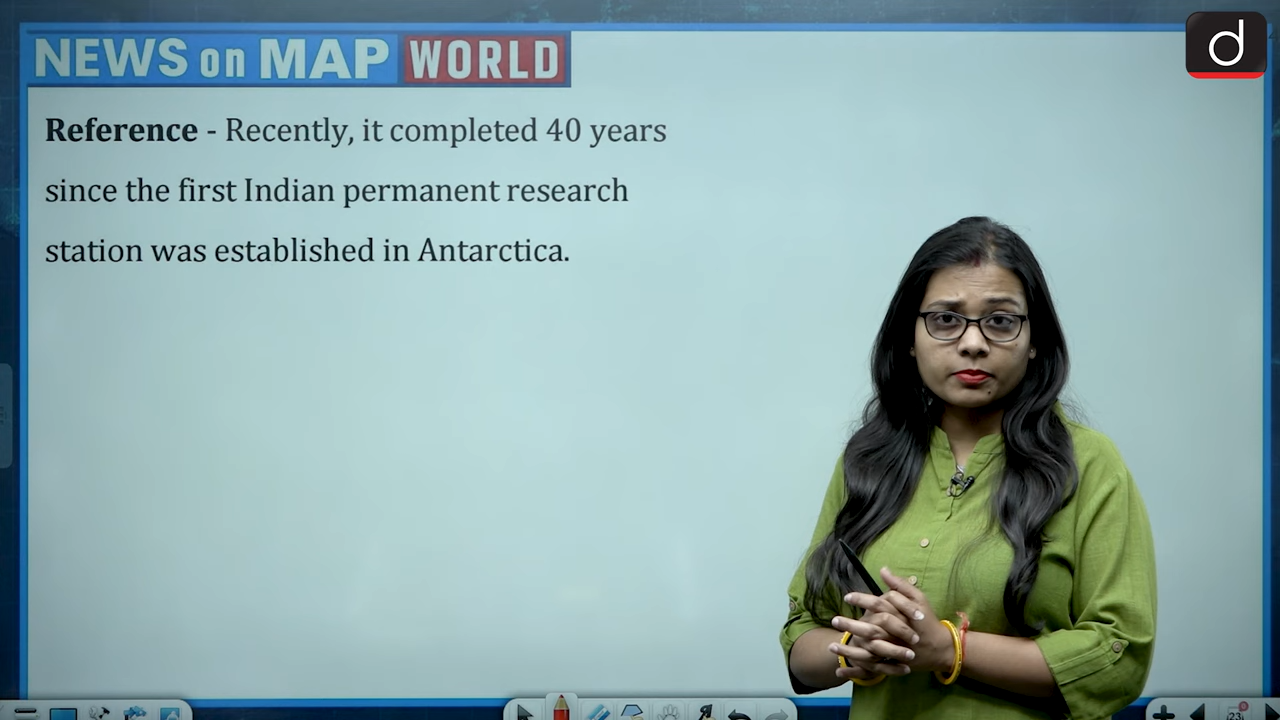 NEWS on MAP WORLD
d
Reference - Recently, it completed 40 years
since the first Indian permanent research
station was established in Antarctica.
23